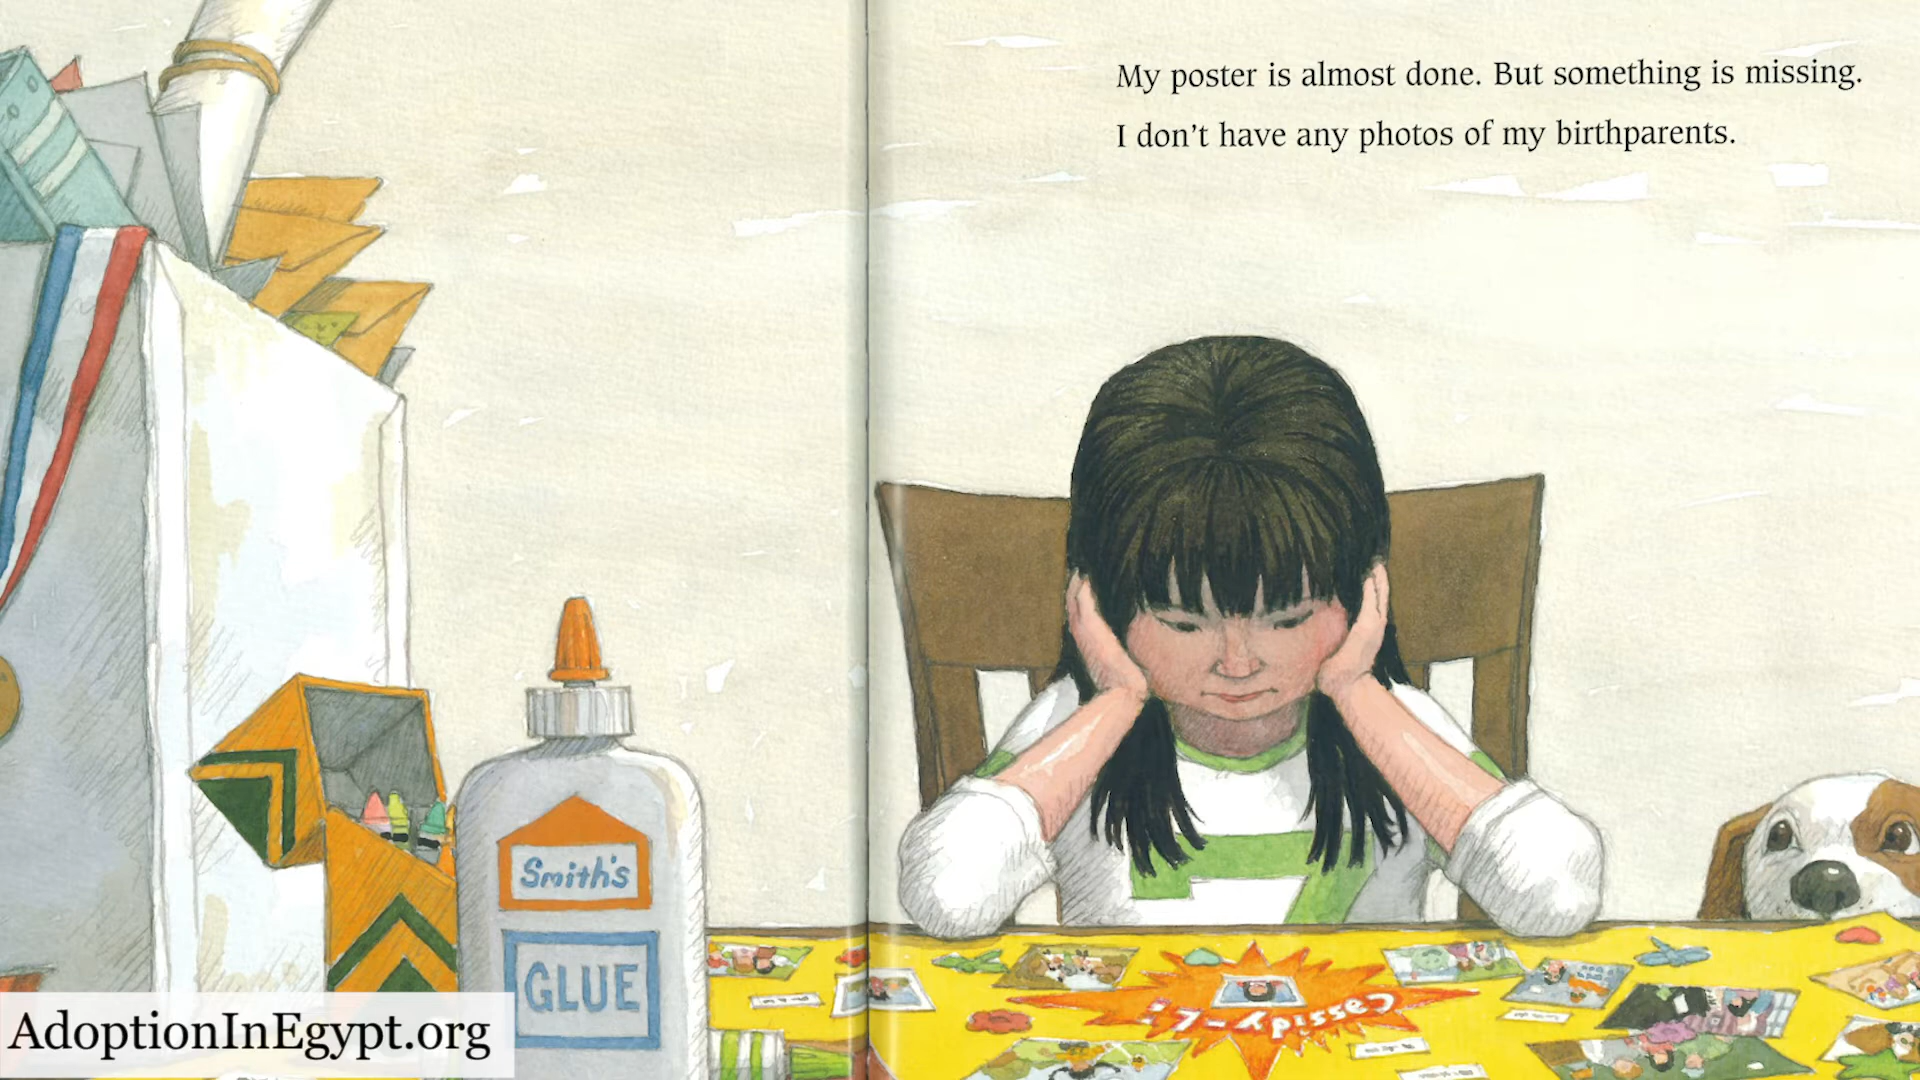 My poster is almost done. But something is missing.
I don't have any photos of my birthparents.
Smith's
GLUE
Cassidy-Li
AdoptionInEgypt.org